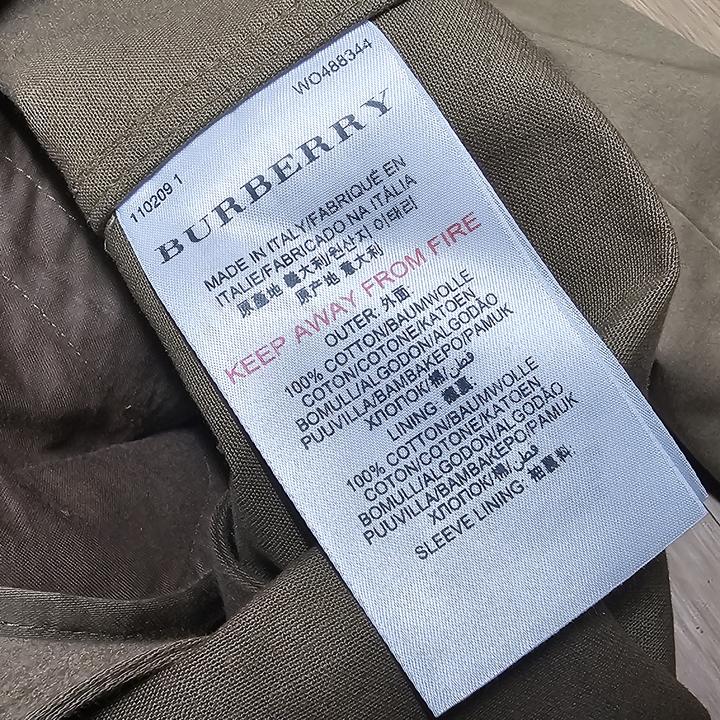 WO488344
110209 1
BURBERRY
MADE IN ITALY/FABRIQUÉ EN
ITALIE/FABRICADO NA ITÁLIA
原產地 義大利/원산지 이태리
原产地 意大利
KEEP AWAY FROM FIRE
OUTER: 外面
100% COTTON/BAUMWOLLE
COTON/COTONE/KATOEN
BOMULL/ALGODON/ALGODÃO
PUUVILLA/ΒΑΜΒΑΚΕΡΟ/PAMUK
ХЛОПОК/棉/قطن
LINING: 裡裏
100% COTTON/BAUMWOLLE
COTON/COTONE/KATOEN
BOMULL/ALGODON/ALGODÃO
PUUVILLA/ΒΑΜΒΑΚΕΡΟ/PAMUK
ХЛОПОК/棉/قطن
SLEEVE LINING: 袖裏料